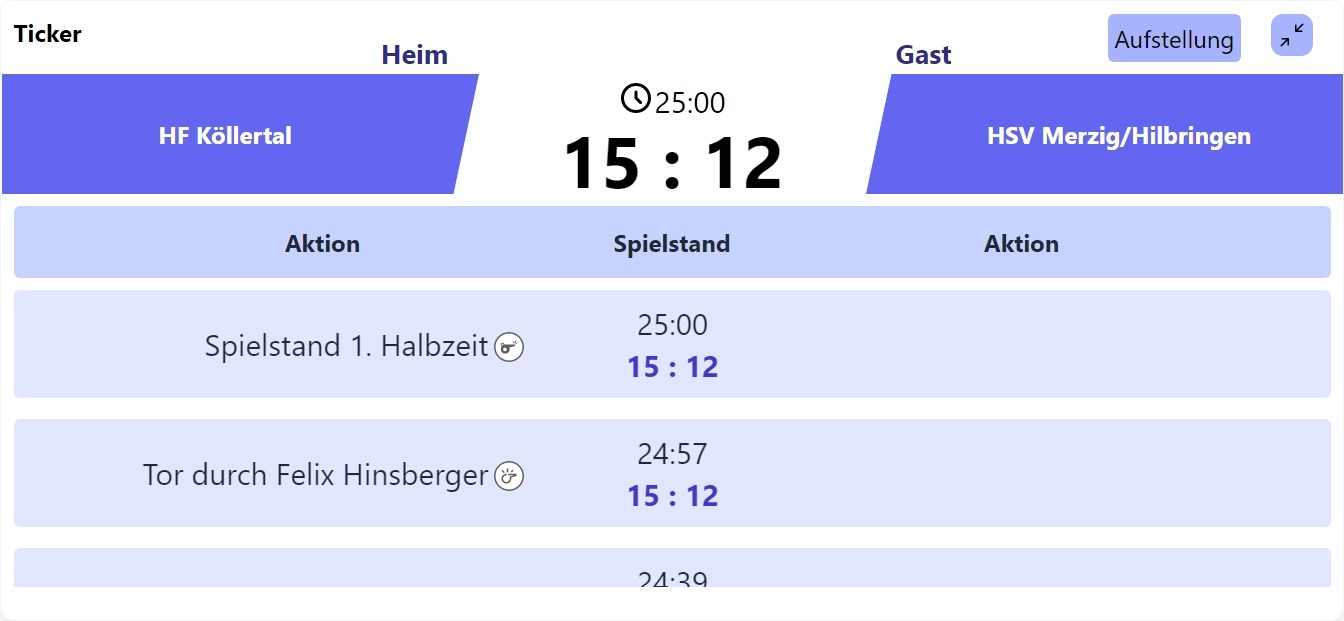 Ticker
Heim
Gast
Aufstellung
HF Köllertal
25:00
15 : 12
HSV Merzig/Hilbringen
Aktion
Spielstand
Aktion
Spielstand 1. Halbzeit
25:00
15 : 12
Tor durch Felix Hinsberger
24:57
15 : 12
24:39